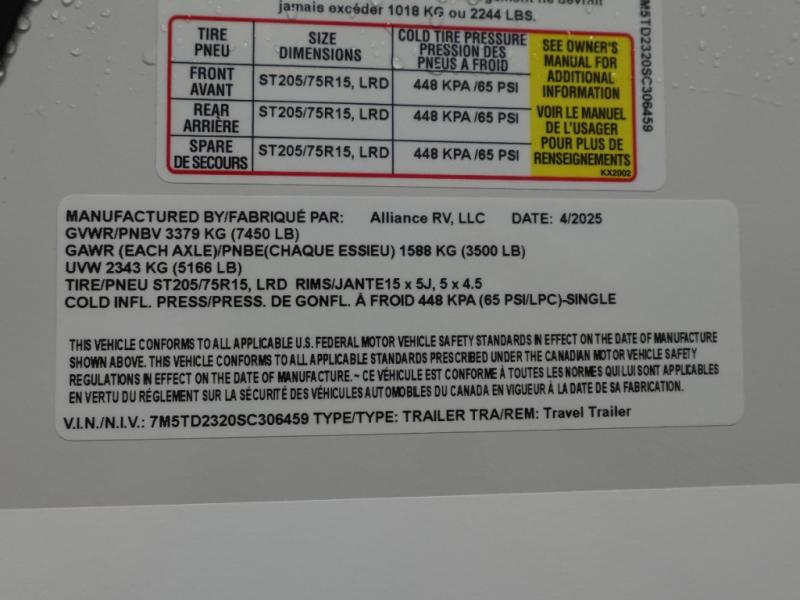 jamais excéder 1018 KG ou 2244 LBS.
TIRE PNEU
SIZE DIMENSIONS
COLD TIRE PRESSURE PRESSION DES PNEUS A FROID
SEE OWNER'S MANUAL FOR ADDITIONAL INFORMATION
FRONT AVANT
ST205/75R15, LRD
448 KPA /65 PSI
REAR ARRIÈRE
ST205/75R15, LRD
448 KPA /65 PSI
VOIR LE MANUEL DE L'USAGER POUR PLUS DE RENSEIGNEMENTS
SPARE DE SECOURS
ST205/75R15, LRD
448 KPA /65 PSI
KX2002
M5TD2320SC306459
MANUFACTURED BY/FABRIQUÉ PAR: Alliance RV, LLC DATE: 4/2025
GVWR/PNBV 3379 KG (7450 LB)
GAWR (EACH AXLE)/PNBE(CHAQUE ESSIEU) 1588 KG (3500 LB)
UVW 2343 KG (5166 LB)
TIRE/PNEU ST205/75R15, LRD RIMS/JANTE15 x 5J, 5 x 4.5
COLD INFL. PRESS/PRESS. DE GONFL. À FROID 448 KPA (65 PSI/LPC)-SINGLE
THIS VEHICLE CONFORMS TO ALL APPLICABLE U.S. FEDERAL MOTOR VEHICLE SAFETY STANDARDS IN EFFECT ON THE DATE OF MANUFACTURE
SHOWN ABOVE. THIS VEHICLE CONFORMS TO ALL APPLICABLE STANDARDS PRESCRIBED UNDER THE CANADIAN MOTOR VEHICLE SAFETY
REGULATIONS IN EFFECT ON THE DATE OF MANUFACTURE. ~ CE VÉHICULE EST CONFORME À TOUTES LES NORMES QUI LUI SONT APPLICABLES
EN VERTU DU RÉGLEMENT SUR LA SÉCURITÉ DES VÉHICULES AUTOMOBILES DU CANADA EN VIGUEUR À LA DATE DE SA FABRICATION.
V.I.N./N.I.V.: 7M5TD2320SC306459 TYPE/TYPE: TRAILER TRA/REM: Travel Trailer